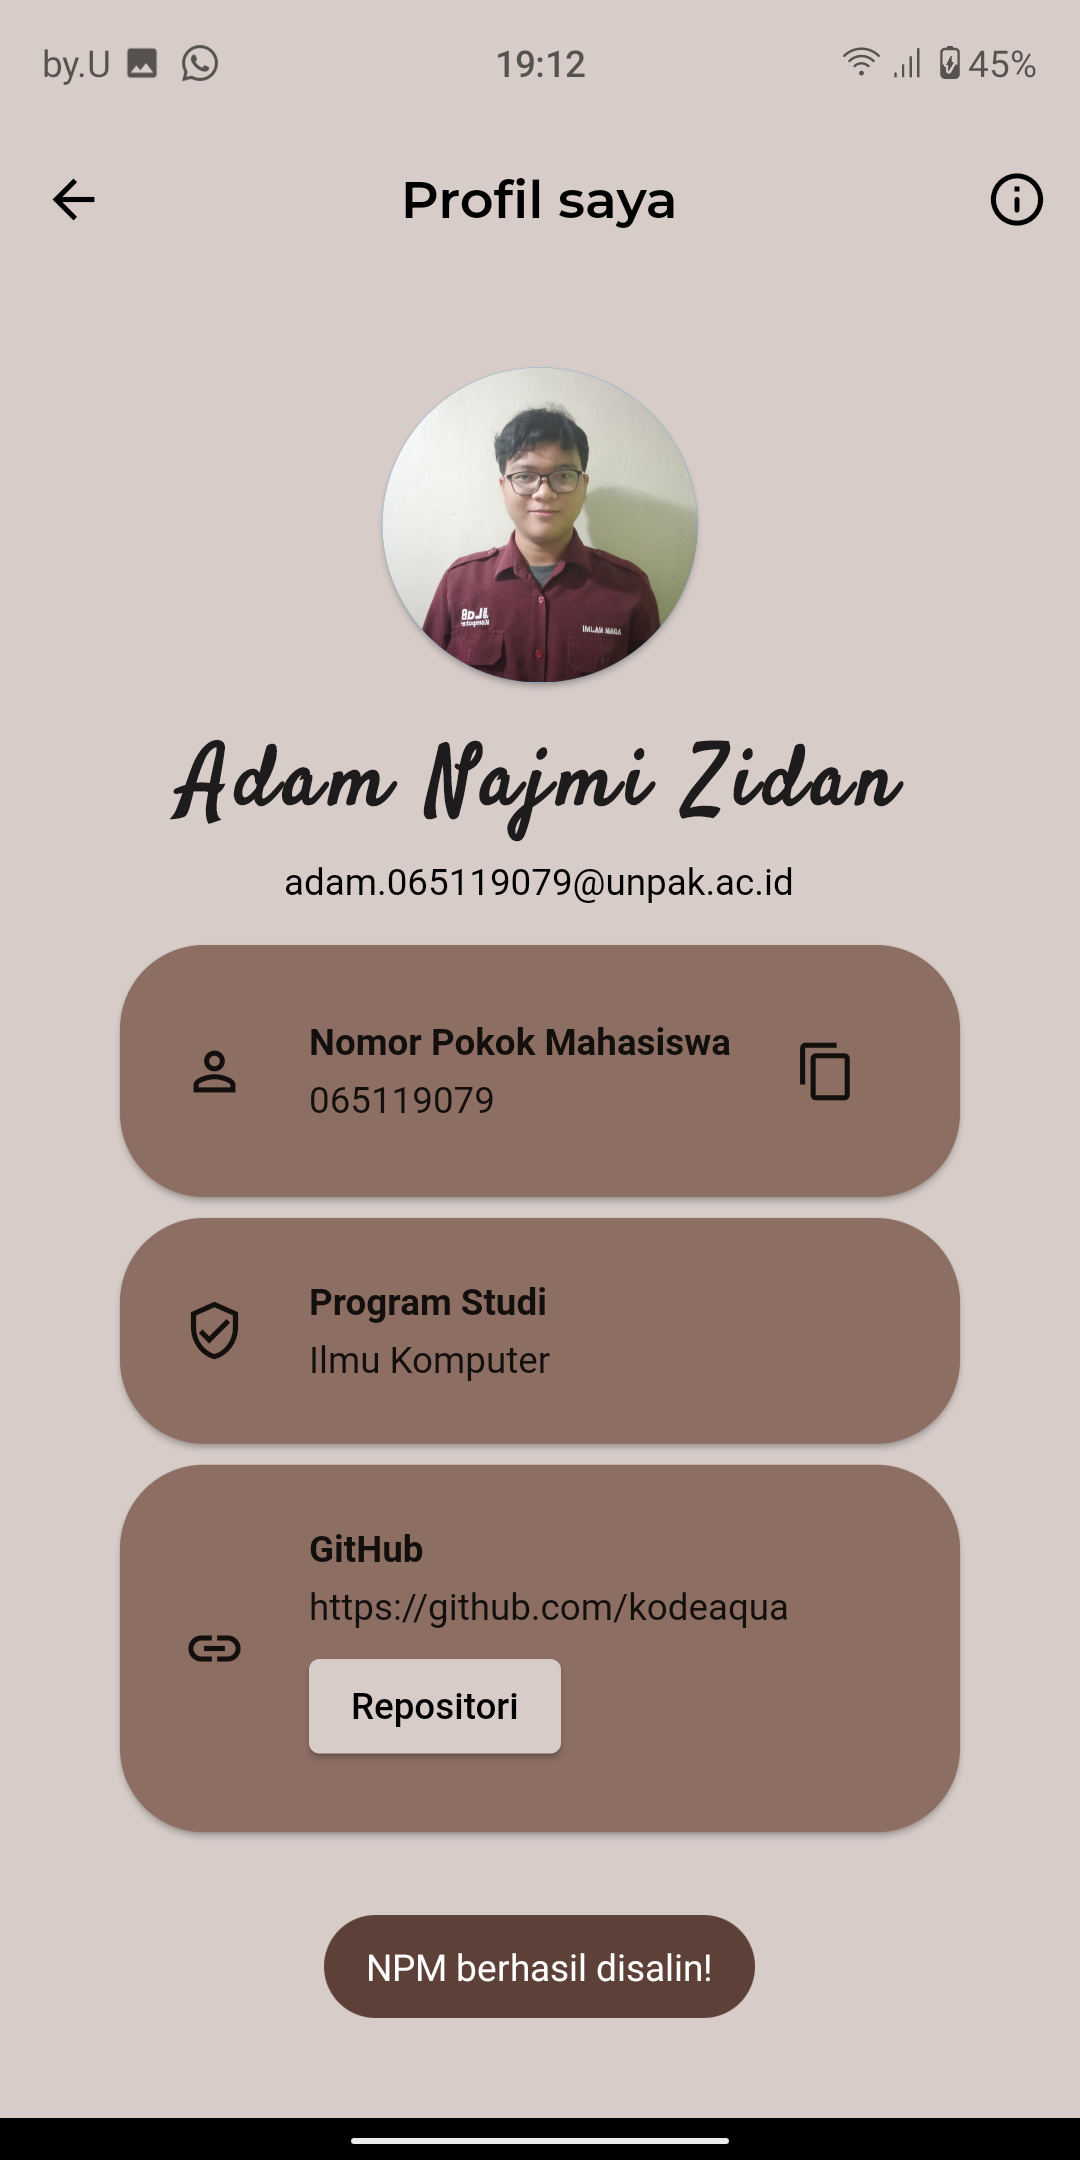 by.U 19:12 45%
Profil saya
Adam Najmi Zidan
adam.065119079@unpak.ac.id
Nomor Pokok Mahasiswa
065119079
Program Studi
Ilmu Komputer
GitHub
https://github.com/kodeaqua
Repositori
NPM berhasil disalin!